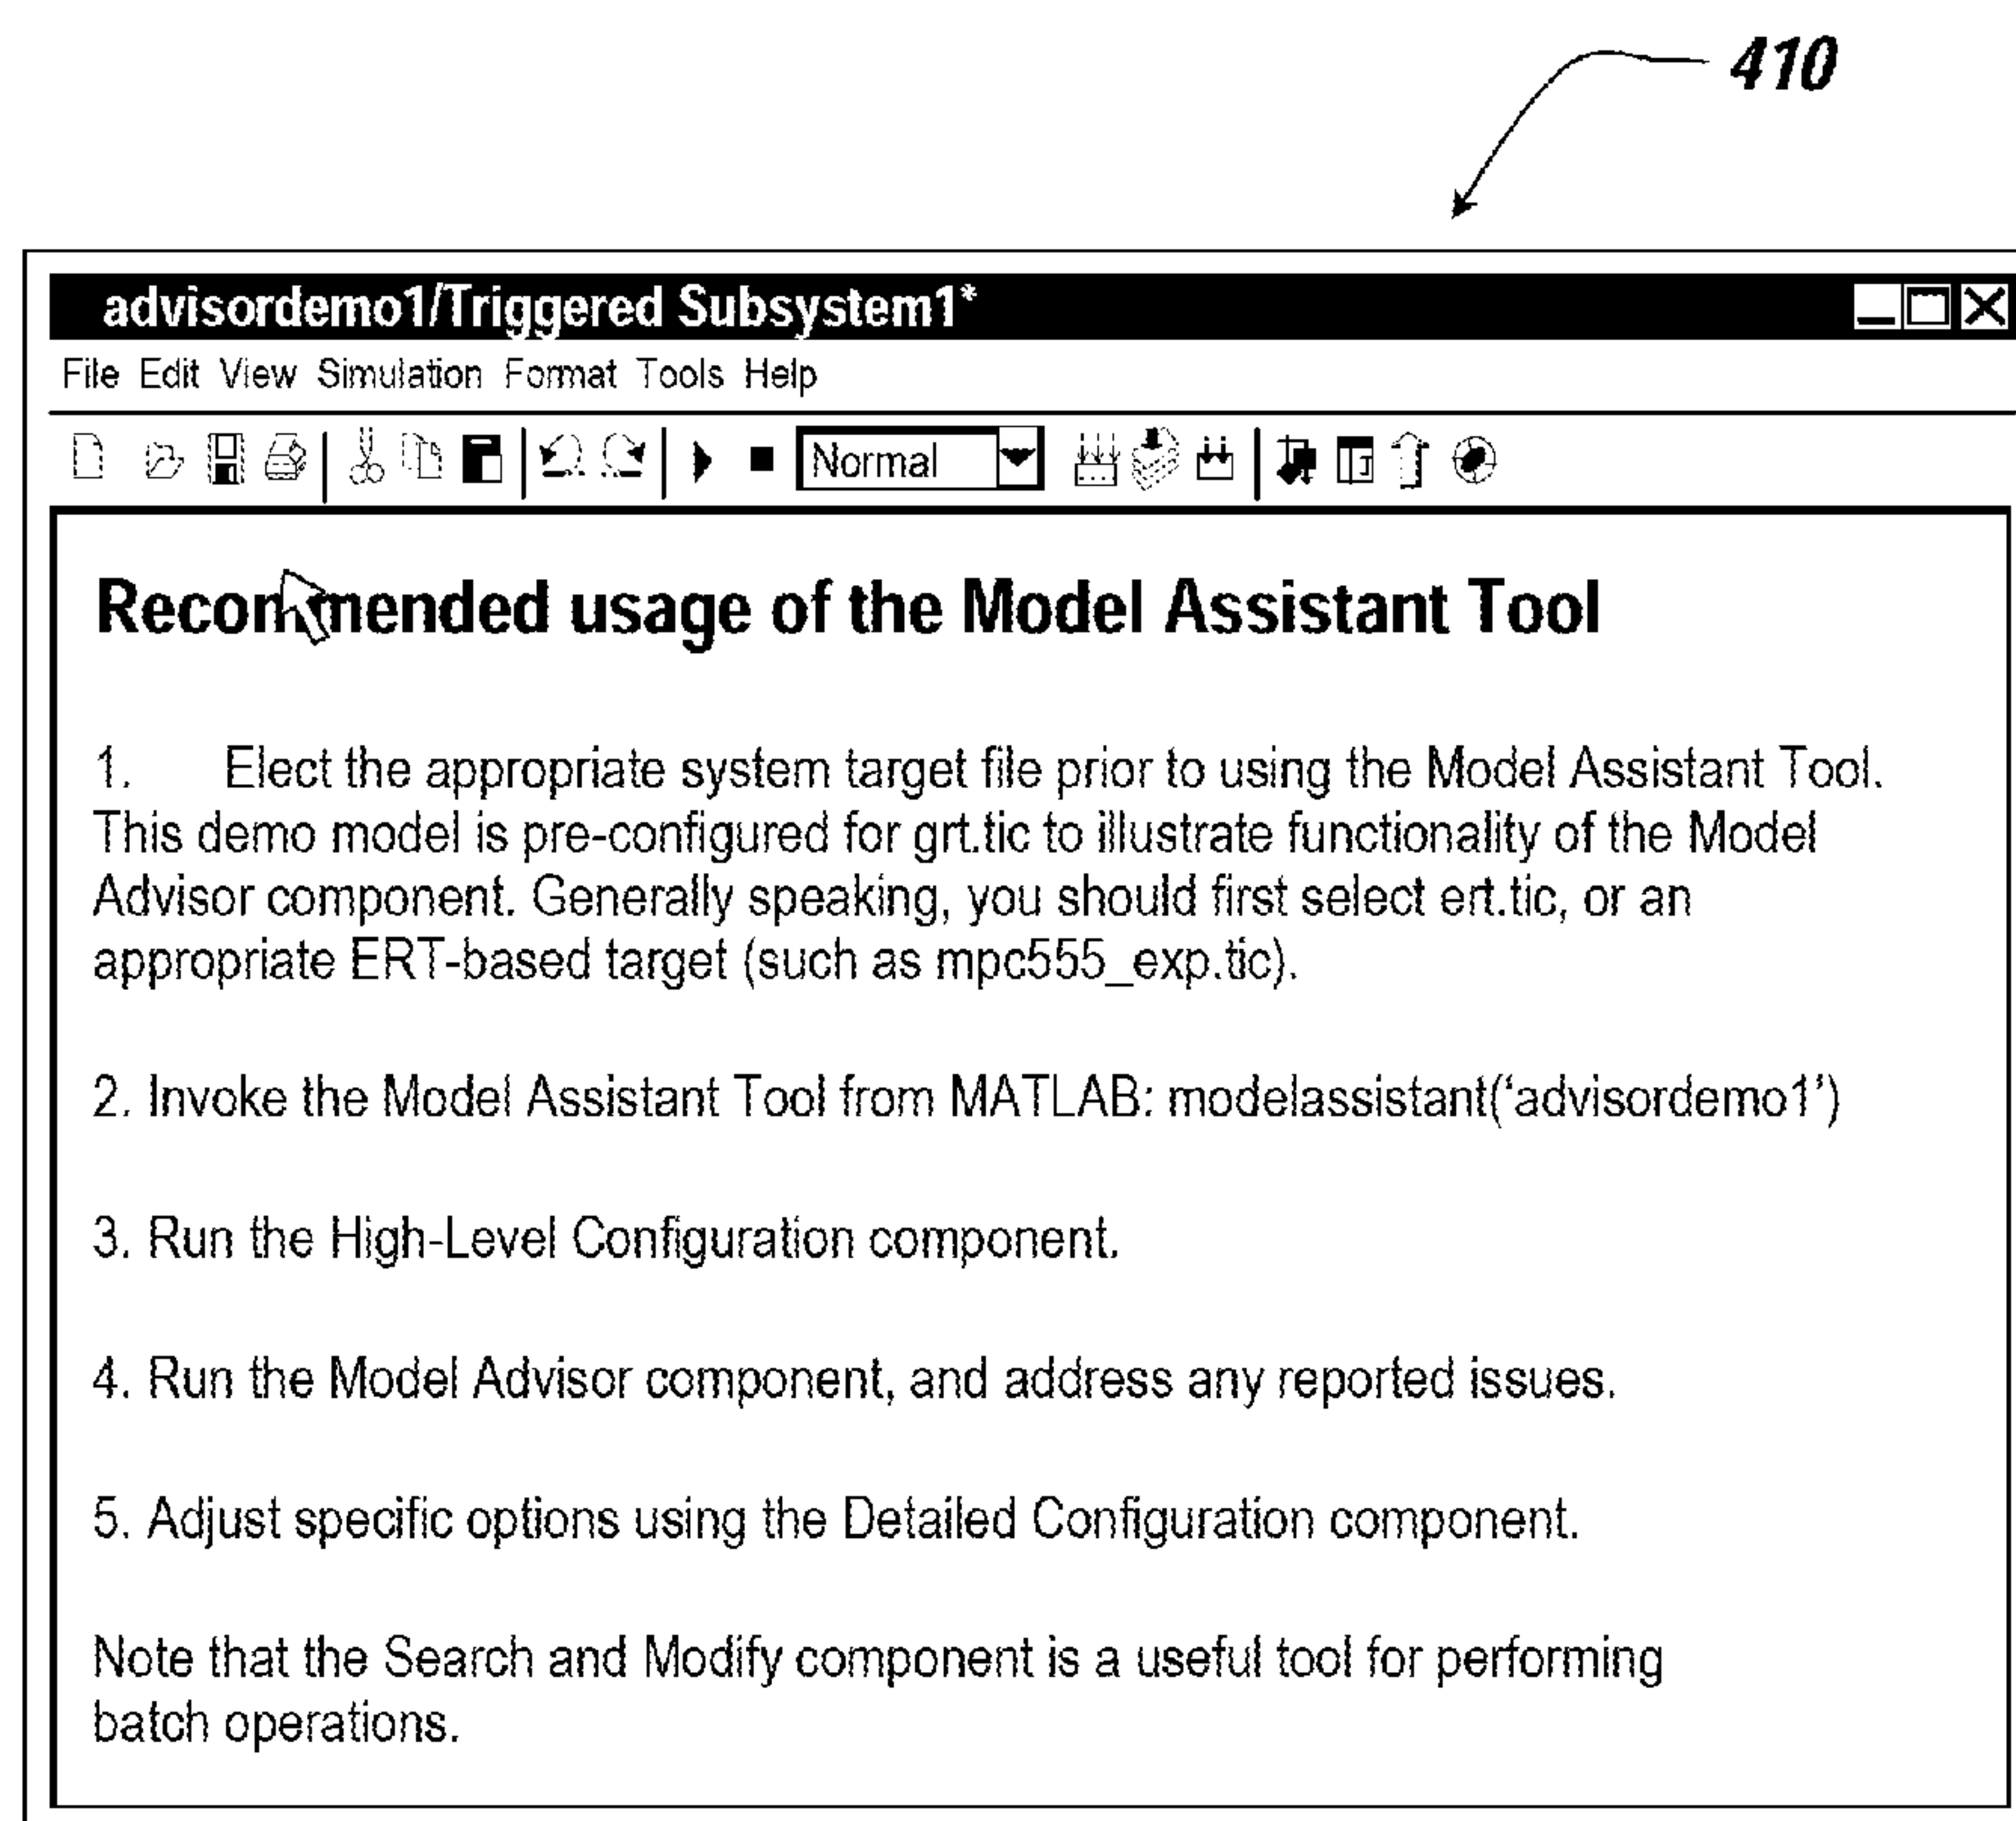 410
advisordemo1/Triggered Subsystem1*
File Edit View Simulation Format Tools Help
Normal
Recommended usage of the Model Assistant Tool
1. Elect the appropriate system target file prior to using the Model Assistant Tool.
This demo model is pre-configured for grt.tic to illustrate functionality of the Model
Advisor component. Generally speaking, you should first select ert.tic, or an
appropriate ERT-based target (such as mpc555_exp.tic).
2. Invoke the Model Assistant Tool from MATLAB: modelassistant(‘advisordemo1’)
3. Run the High-Level Configuration component.
4. Run the Model Advisor component, and address any reported issues.
5. Adjust specific options using the Detailed Configuration component.
Note that the Search and Modify component is a useful tool for performing
batch operations.